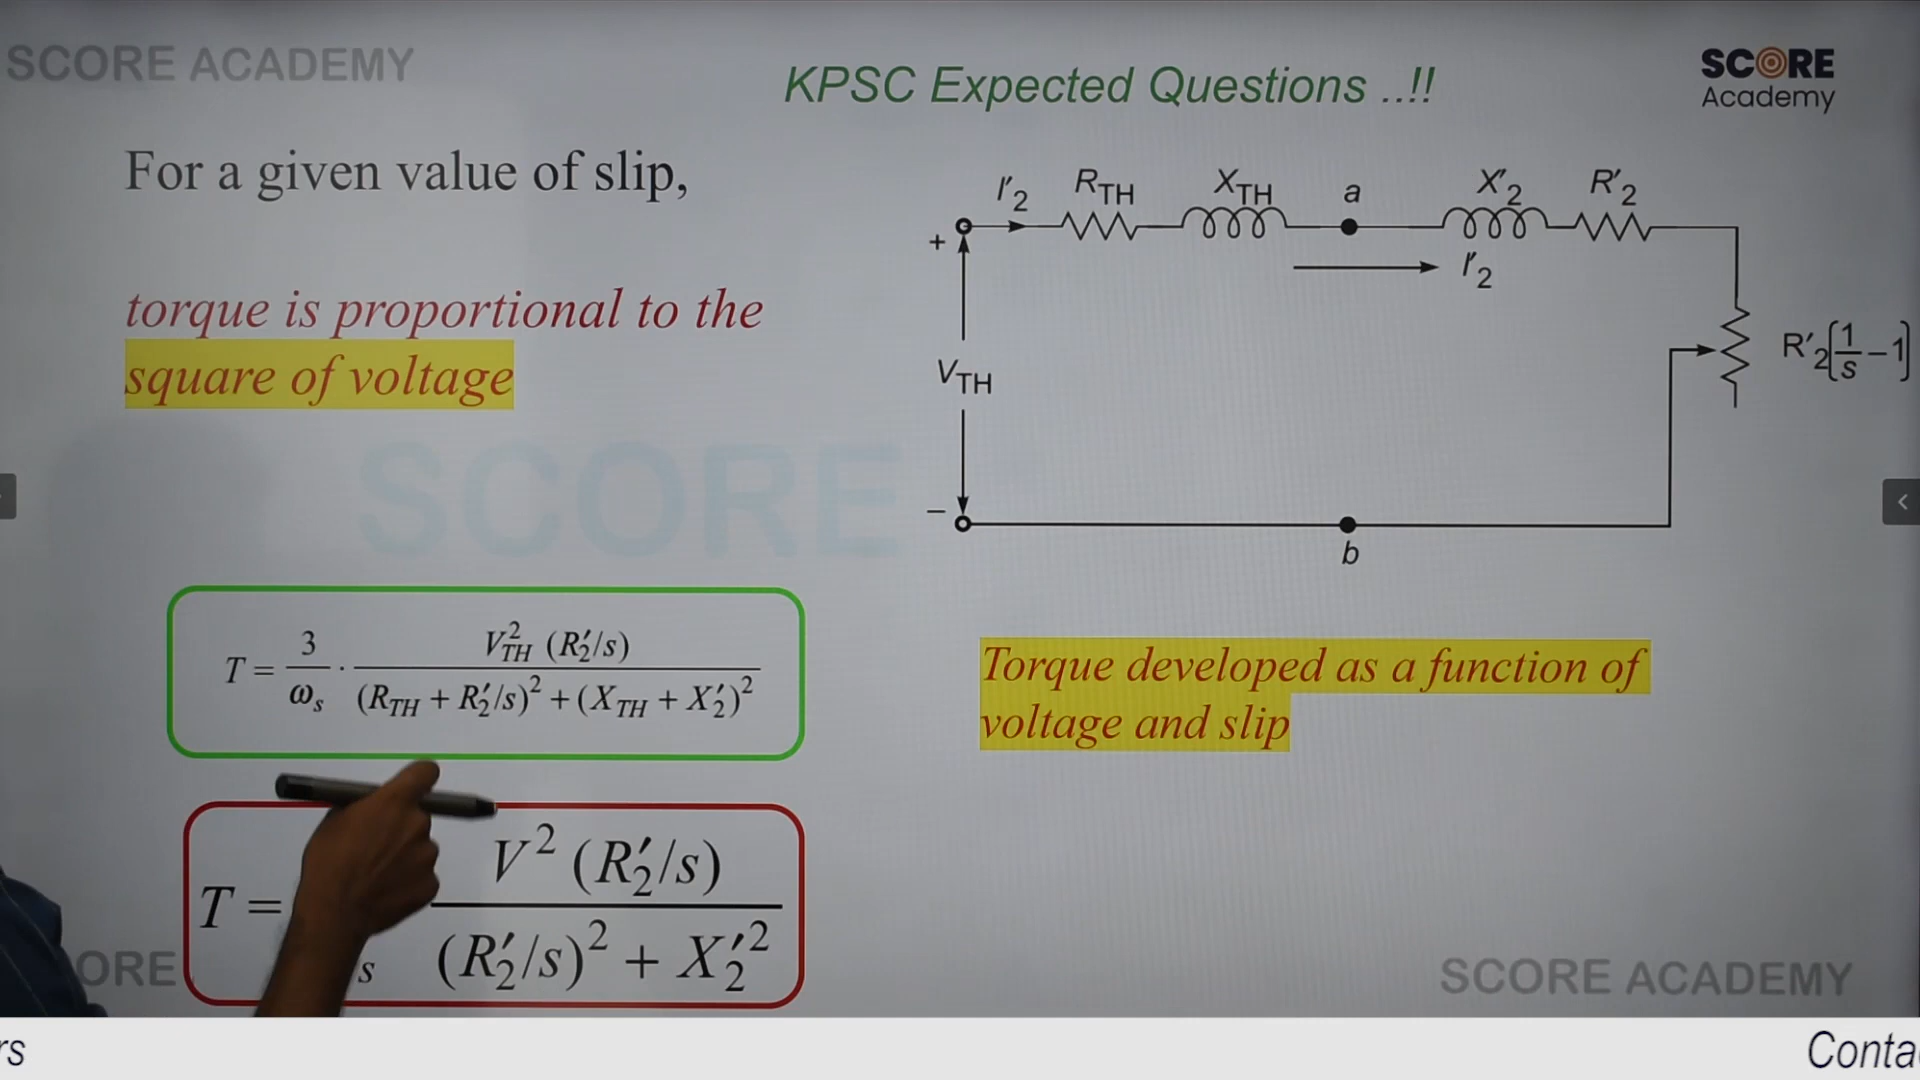 SCORE ACADEMY
KPSC Expected Questions ..!!
SCORE
Academy
For a given value of slip,
torque is proportional to the
square of voltage
I'2 RTH XTH a X'2 R'2
+
I'2
VTH
R'2[1/s −1]
−
b
SCORE
T = 3/ωs · V²TH (R'2/s) / (RTH + R'2/s)² + (XTH + X'2)²
Torque developed as a function of
voltage and slip
T = s V² (R'2/s) / (R'2/s)² + X'2²
ORE
SCORE ACADEMY
rs
Conta